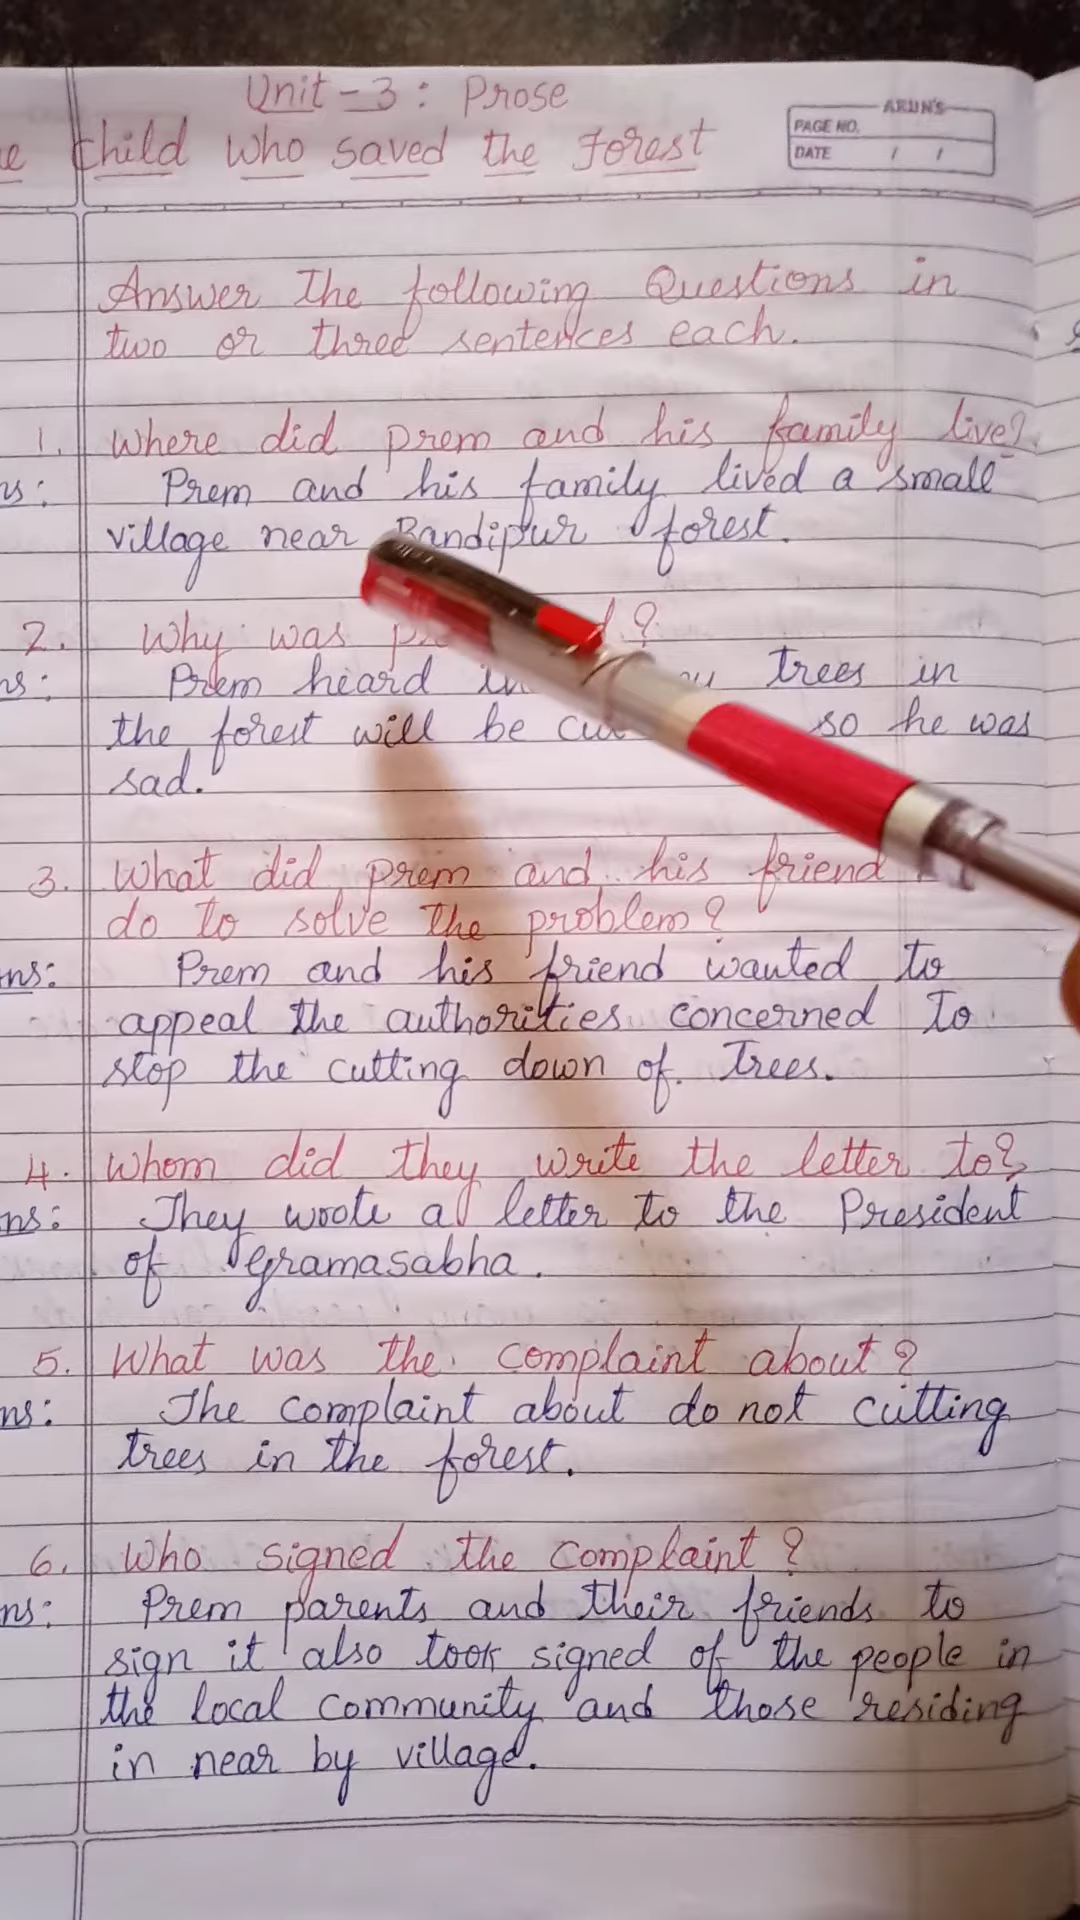 Unit-3: Prose
Child Who saved the Forest
ARUN'S
PAGE NO.
DATE / /
Answer The following Questions in
two or three sentences each.
1. Where did prem and his family live?
Prem and his family lived a small
village near Bandipur forest.
2. Why was ?
Prem heard trees in
the forest will be so he was
sad.
3. What did prem and his friend
do to solve the problem?
Prem and his friend wanted to
appeal the authorities concerned To
stop the cutting down of Trees.
4. Whom did they write the letter to?
They wrote a letter to the President
of gramasabha.
5. What was the complaint about?
The complaint about do not cutting
trees in the forest.
6. Who signed the complaint?
Prem parents and their friends to
sign it also took signed of the people in
the local community and those residing
in near by village.